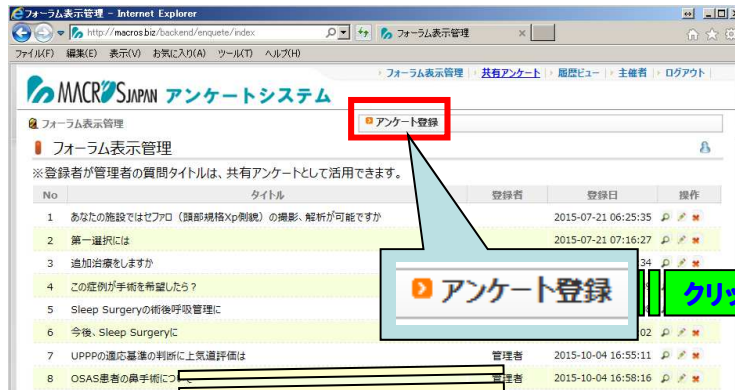 フォーラム表示管理 - Internet Explorer
http://macros.biz/backend/enquete/index
フォーラム表示管理
ファイル(F) 編集(E) 表示(V) お気に入り(A) ツール(T) ヘルプ(H)
フォーラム表示管理 共有アンケート 履歴ビュー 主催者 ログアウト
MACROS JAPAN アンケートシステム
フォーラム表示管理
アンケート登録
フォーラム表示管理
※登録者が管理者の質問タイトルは、共有アンケートとして活用できます。
No タイトル 登録者 登録日 操作
1 あなたの施設ではセファロ（頭部規格Xp側貌）の撮影、解析が可能ですか 2015-07-21 06:25:35
2 第一選択には 2015-07-21 07:16:27
3 追加治療をしますか 34
4 この症例が手術を希望したら？
アンケート登録
クリッ
5 Sleep Surgeryの術後呼吸管理に
6 今後、Sleep Surgeryに 02
7 UPPPの適応基準の判断に上気道評価は 管理者 2015-10-04 16:55:11
8 OSAS患者の鼻手術について 管理者 2015-10-04 16:58:16